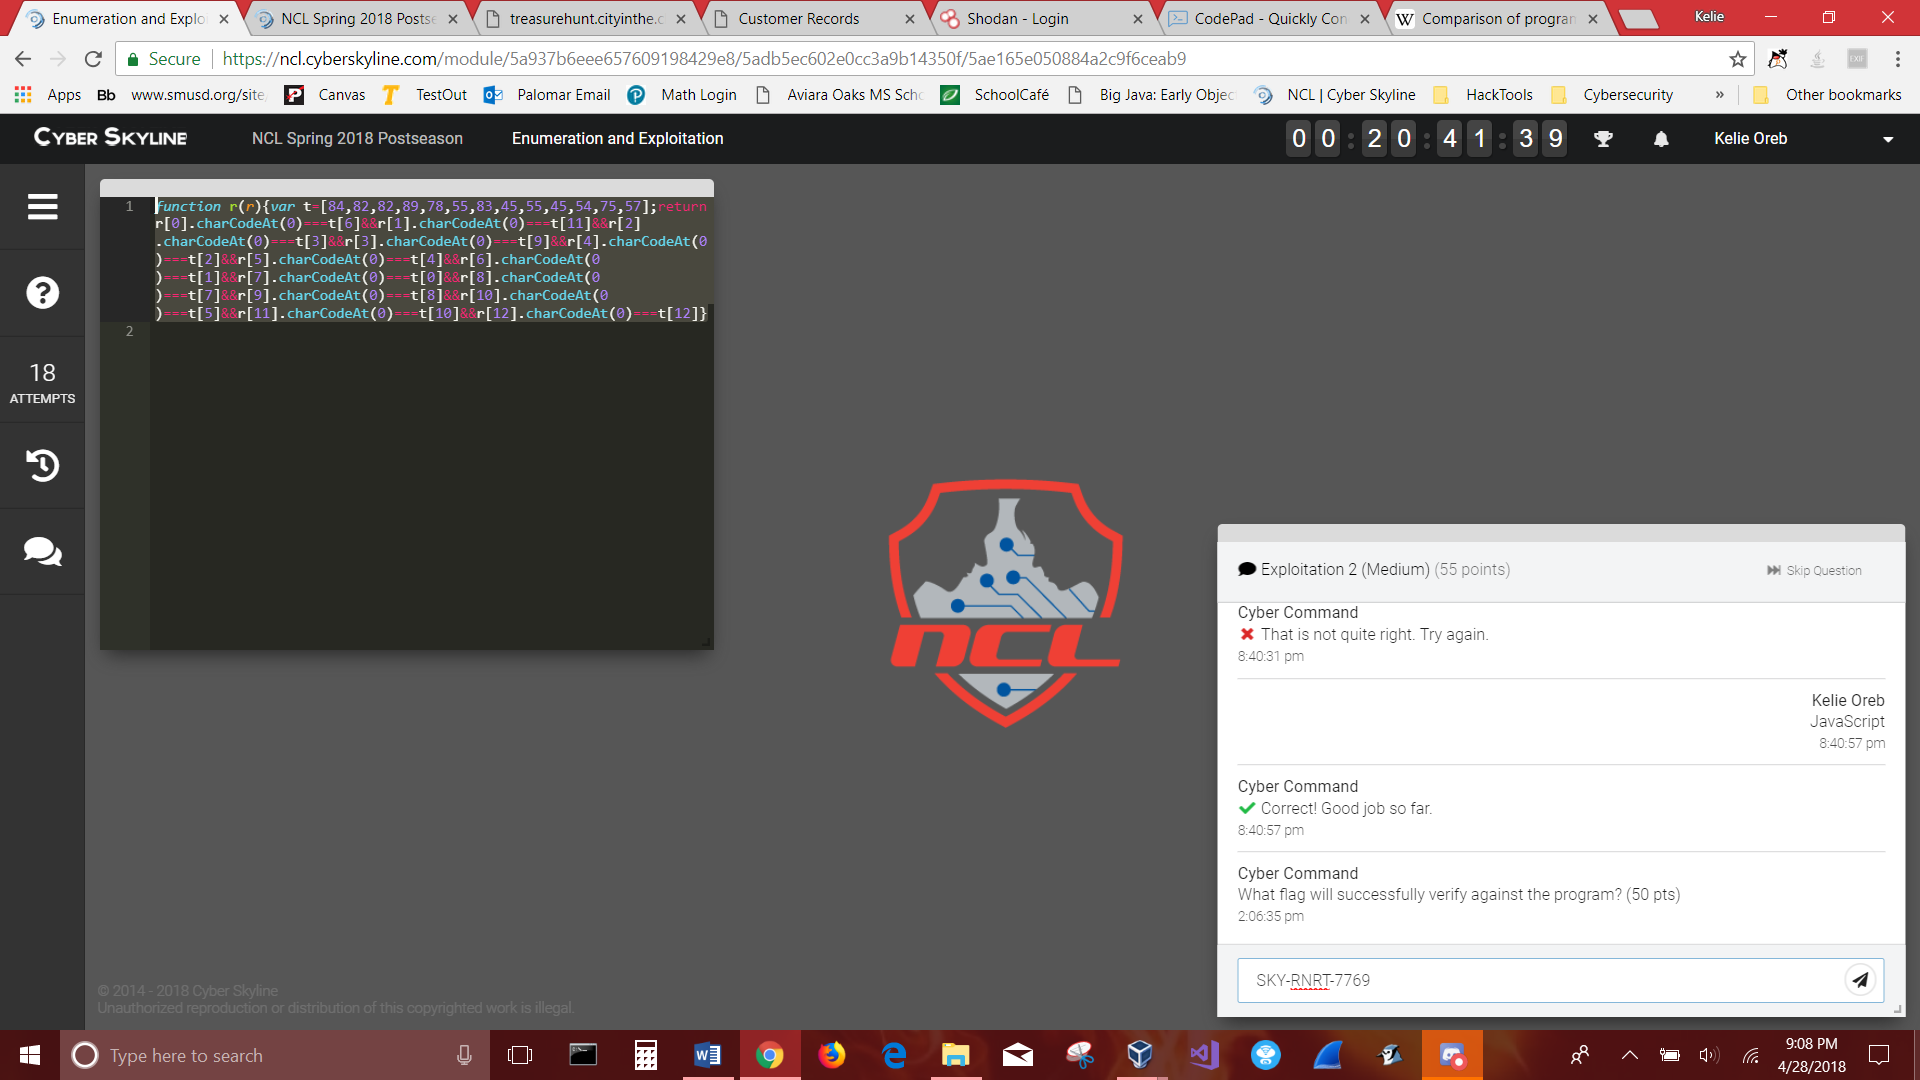 Enumeration and Explo
NCL Spring 2018 Postse
treasurehunt.cityinthe.c
Customer Records
Shodan - Login
CodePad - Quickly Con
W Comparison of progran
Kelie
Secure https://ncl.cyberskyline.com/module/5a937b6eee657609198429e8/5adb5ec602e0cc3a9b14350f/5ae165e050884a2c9f6ceab9
Apps Bb www.smusd.org/site Canvas TestOut Palomar Email Math Login Aviara Oaks MS Scho SchoolCafé Big Java: Early Objec NCL | Cyber Skyline HackTools Cybersecurity » Other bookmarks
CYBER SKYLINE NCL Spring 2018 Postseason Enumeration and Exploitation 00:20:41:39 Kelie Oreb
18
ATTEMPTS
1 function r(r){var t=[84,82,82,89,78,55,83,45,55,45,54,75,57];return
r[0].charCodeAt(0)===t[6]&&r[1].charCodeAt(0)===t[11]&&r[2]
.charCodeAt(0)===t[3]&&r[3].charCodeAt(0)===t[9]&&r[4].charCodeAt(0
)===t[2]&&r[5].charCodeAt(0)===t[4]&&r[6].charCodeAt(0
)===t[1]&&r[7].charCodeAt(0)===t[0]&&r[8].charCodeAt(0
)===t[7]&&r[9].charCodeAt(0)===t[8]&&r[10].charCodeAt(0
)===t[5]&&r[11].charCodeAt(0)===t[10]&&r[12].charCodeAt(0)===t[12]}
2
NCL
Exploitation 2 (Medium) (55 points) Skip Question
Cyber Command
That is not quite right. Try again.
8:40:31 pm
Kelie Oreb
JavaScript
8:40:57 pm
Cyber Command
Correct! Good job so far.
8:40:57 pm
Cyber Command
What flag will successfully verify against the program? (50 pts)
2:06:35 pm
SKY-RNRT-7769
© 2014 - 2018 Cyber Skyline
Unauthorized reproduction or distribution of this copyrighted work is illegal.
Type here to search
9:08 PM
4/28/2018